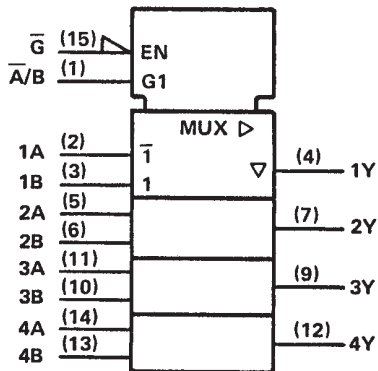 G̅ (15) EN
A̅/B (1) G1
MUX ▷
1A (2) 1̅ (4) 1Y
1B (3) 1 ▽
2A (5) (7) 2Y
2B (6)
3A (11) (9) 3Y
3B (10)
4A (14) (12) 4Y
4B (13)